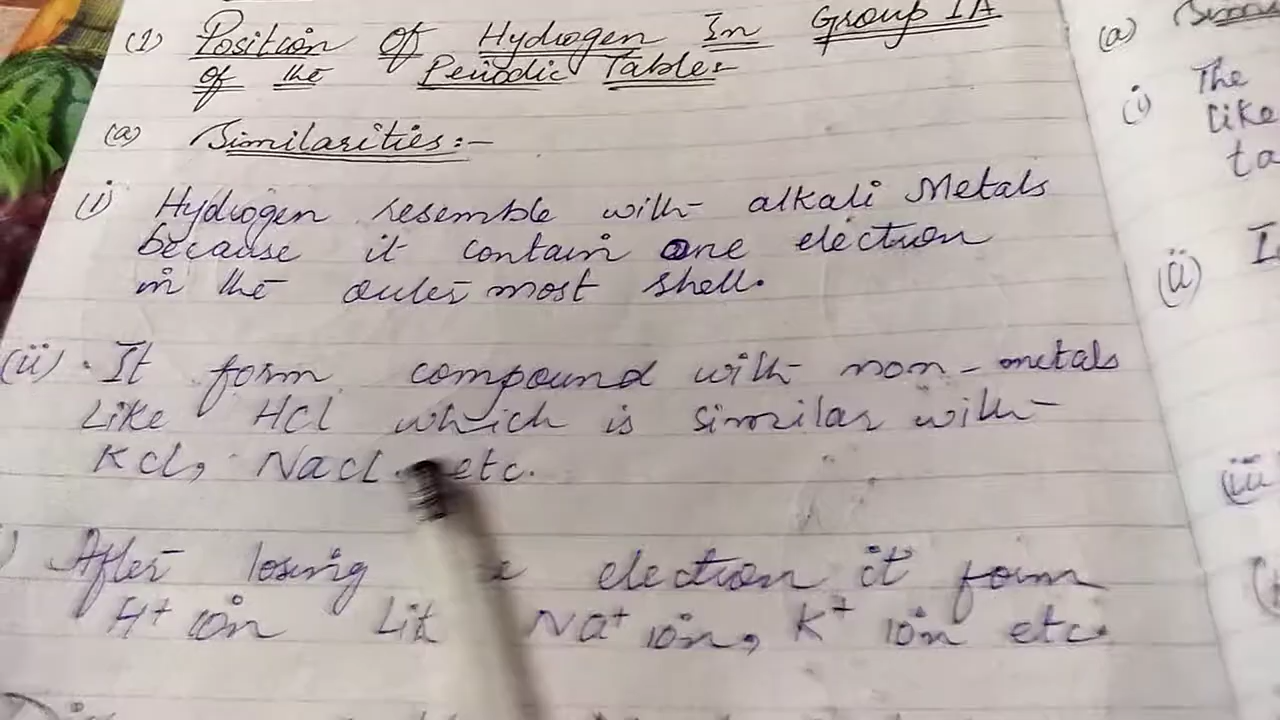 (1) Position Of Hydrogen In Group IA
of the Periodic Table:-
(a) Similarities:-
(i) Hydrogen resemble with alkali Metals
because it contain one electron
in the outer most shell.
(ii) . It form compound with non-metals
Like HCl which is similar with
KCl, NaCl etc.
After losing electron it form
H+ ion Lik Na+ ion, K+ ion etc.
(a)
(i) The
like
ta
(ii) I
(iii